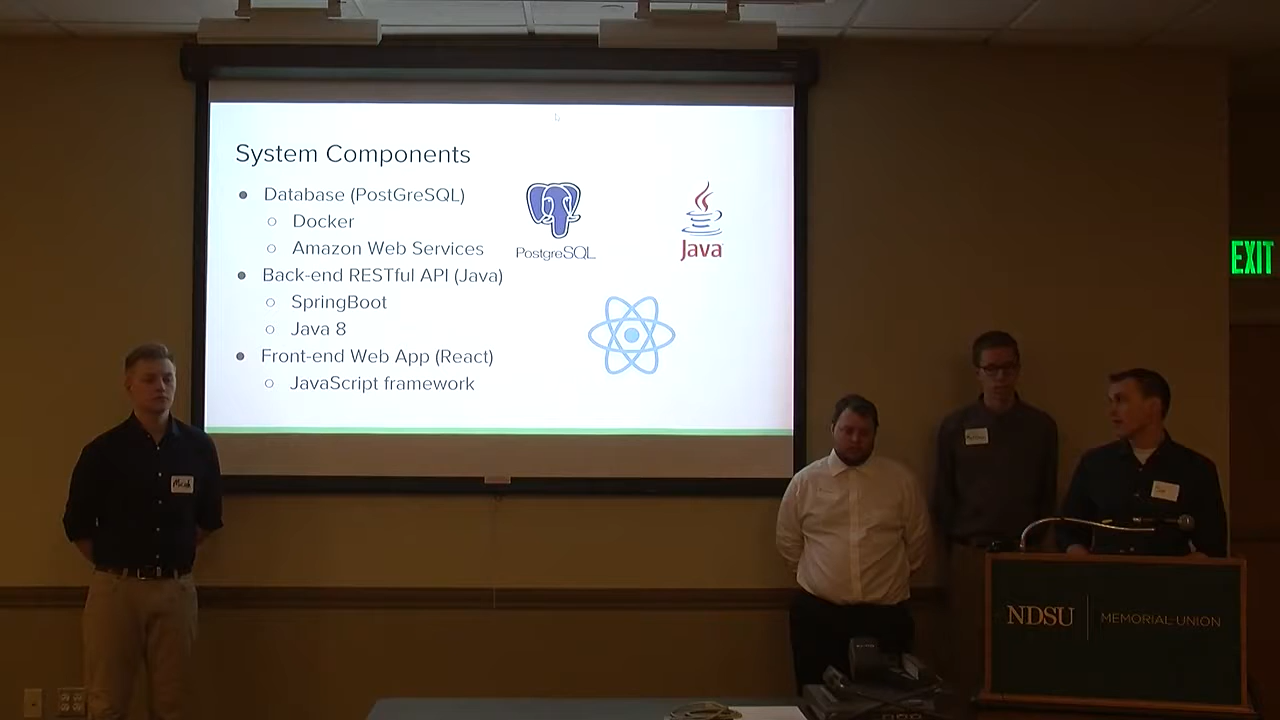 System Components
● Database (PostGreSQL)
○ Docker
○ Amazon Web Services
● Back-end RESTful API (Java)
○ SpringBoot
○ Java 8
● Front-end Web App (React)
○ JavaScript framework
PostgreSQL
Java
EXIT
Micah
NDSU
MEMORIAL UNION